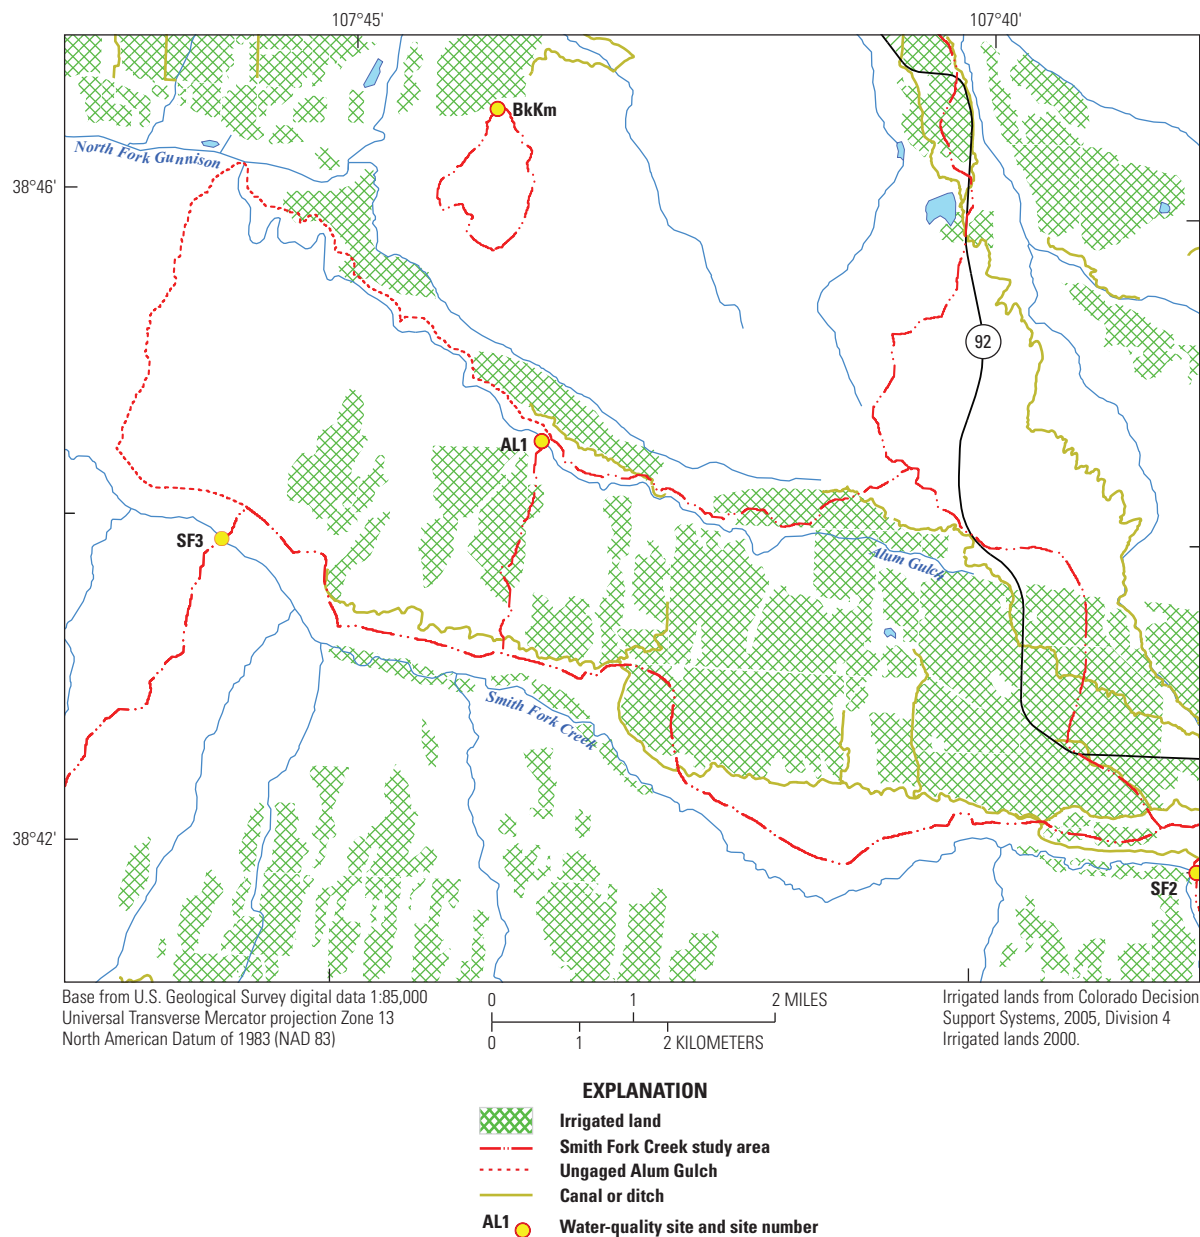 107°45'
107°40'
BkKm
North Fork Gunnison
38°46'
92
AL1
SF3
Alum Gulch
Smith Fork Creek
38°42'
SF2
Base from U.S. Geological Survey digital data 1:85,000
Universal Transverse Mercator projection Zone 13
North American Datum of 1983 (NAD 83)
0 1 2 MILES
0 1 2 KILOMETERS
Irrigated lands from Colorado Decision
Support Systems, 2005, Division 4
Irrigated lands 2000.
EXPLANATION
Irrigated land
Smith Fork Creek study area
Ungaged Alum Gulch
Canal or ditch
AL1 Water-quality site and site number